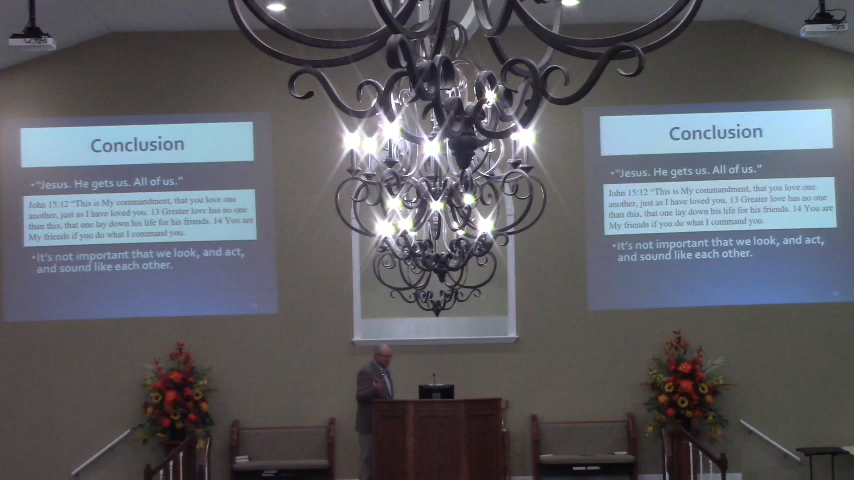 Conclusion
•"Jesus. He gets us. All of us."
John 15:12 "This is My commandment, that you love one
another, just as I have loved you. 13 Greater love has no one
than this, that one lay down his life for his friends. 14 You are
My friends if you do what I command you.
•It's not important that we look, and act,
and sound like each other.
Conclusion
•"Jesus. He gets us. All of us."
John 15:12 "This is My commandment, that you love one
another, just as I have loved you. 13 Greater love has no one
than this, that one lay down his life for his friends. 14 You are
My friends if you do what I command you.
•It's not important that we look, and act,
and sound like each other.